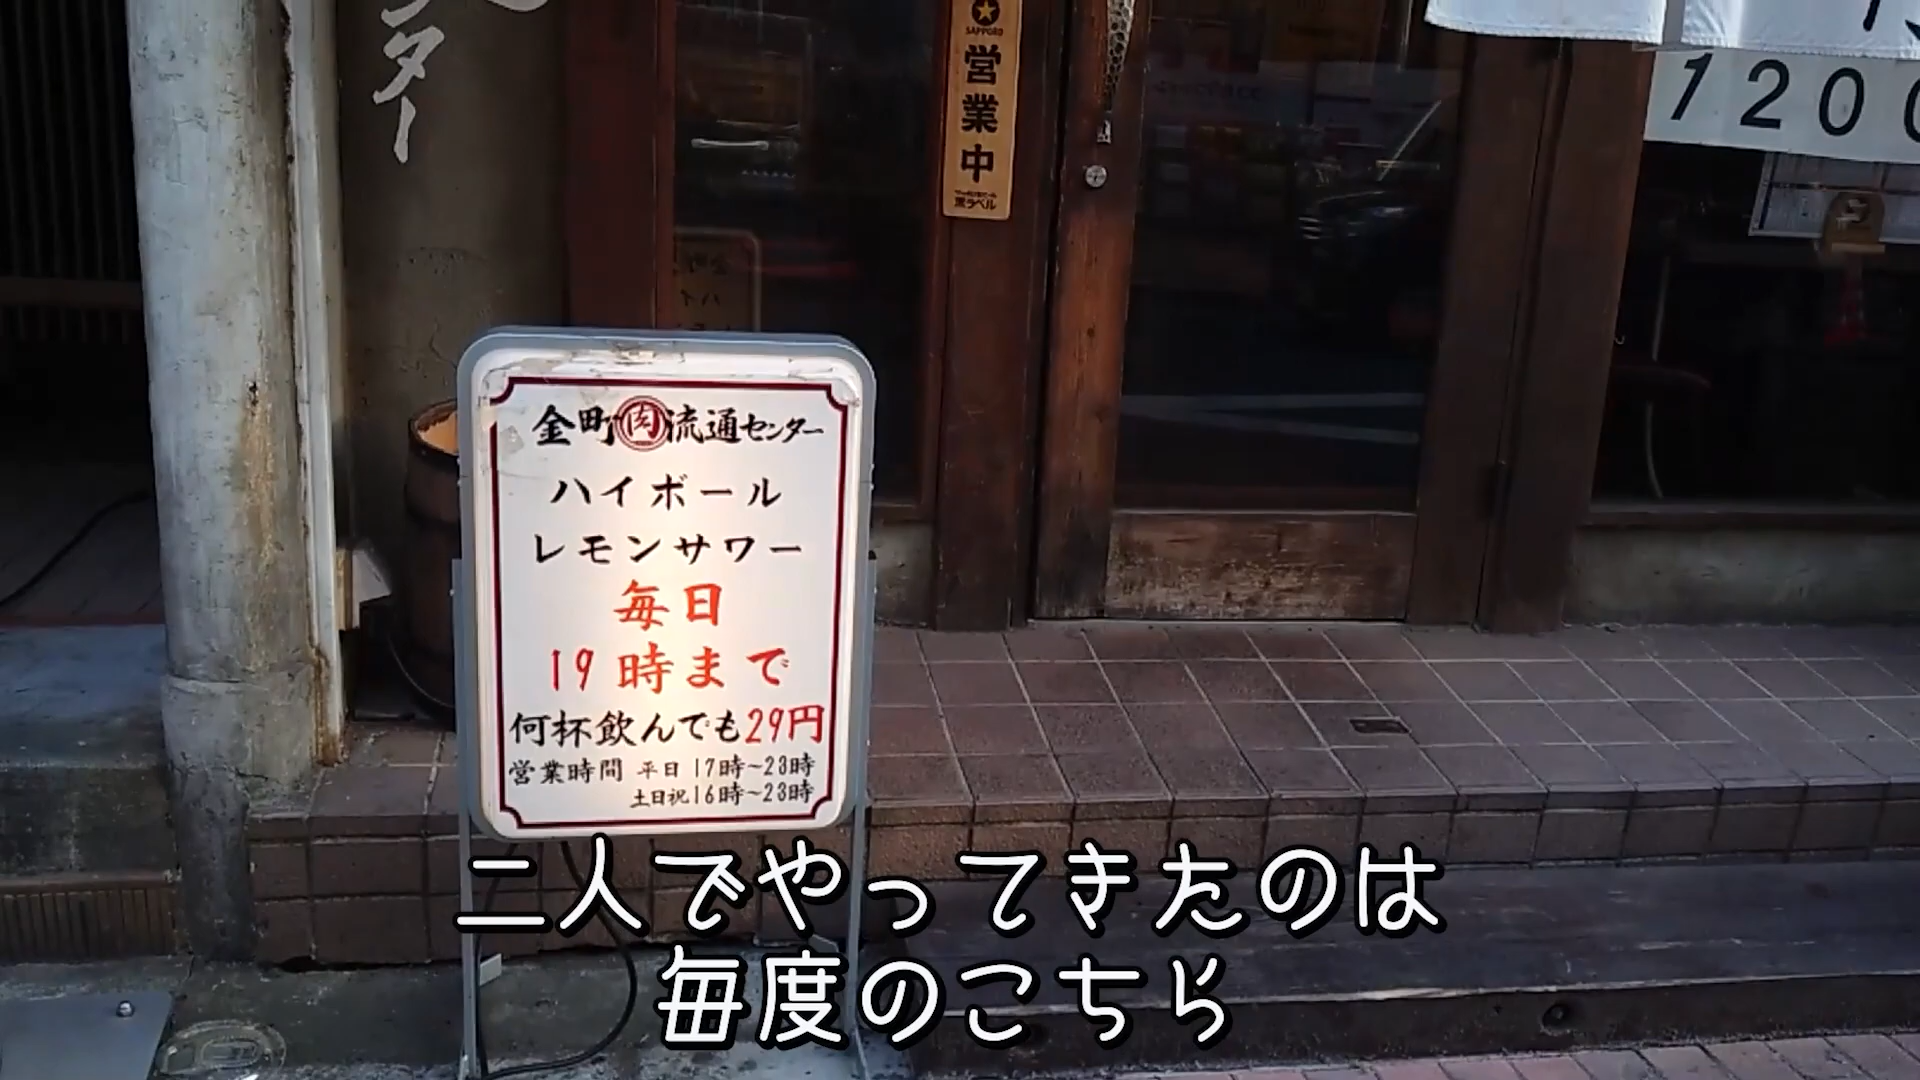 ンター
SAPPORO
営業中
黒ラベル
1200
金町肉流通センター
ハイボール
レモンサワー
毎日
19時まで
何杯飲んでも29円
営業時間 平日 17時~23時
土日祝16時~23時
二人でやってきたのは
毎度のこちら